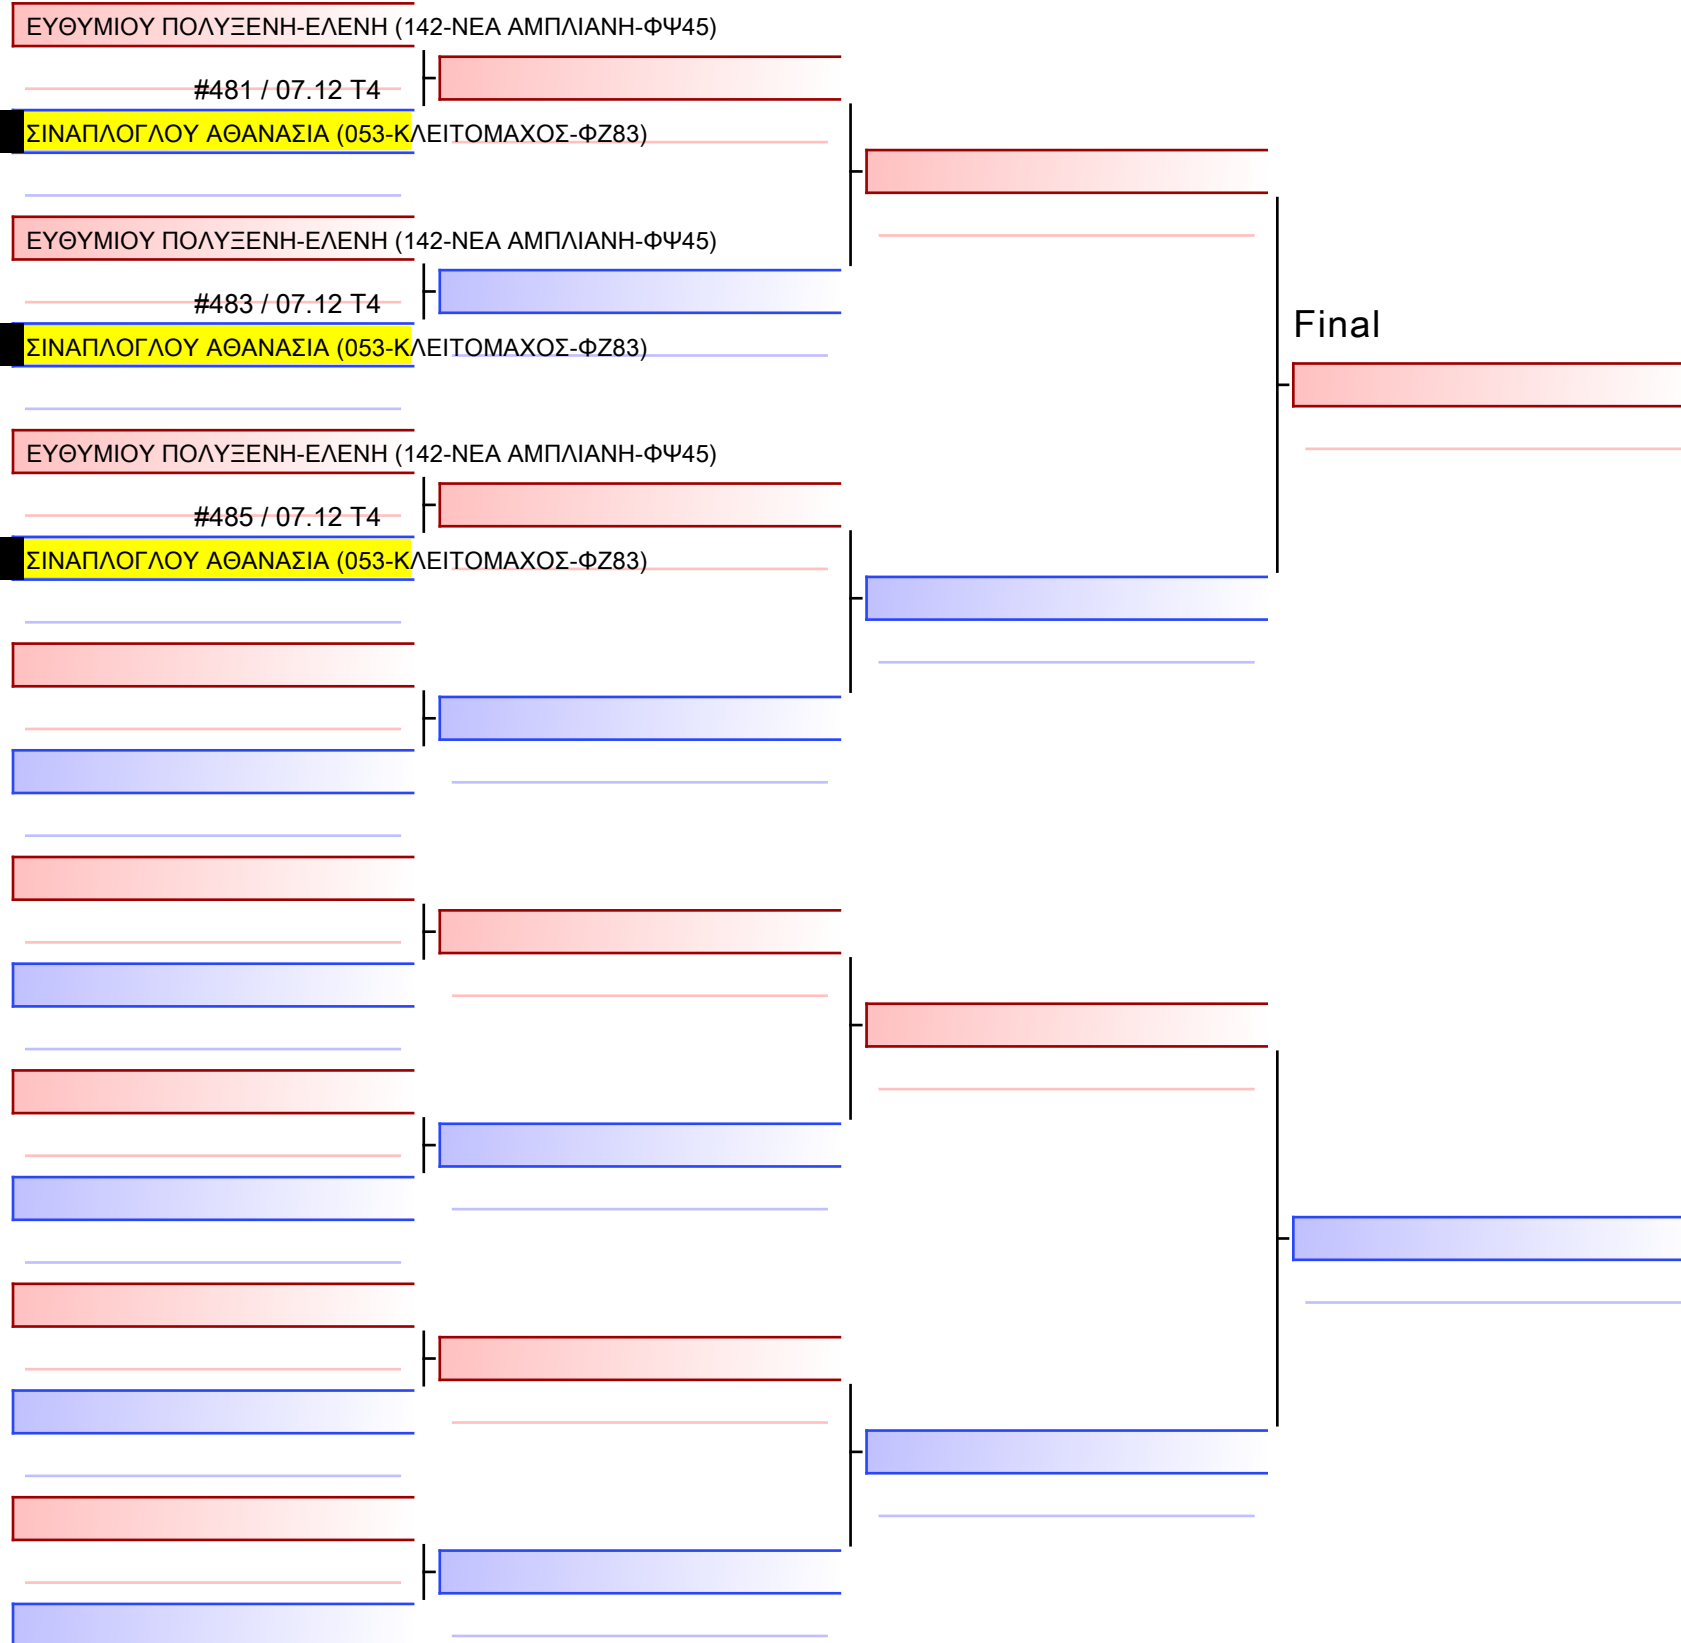 ΕΥΘΥΜΙΟΥ ΠΟΛΥΞΕΝΗ-ΕΛΕΝΗ (142-ΝΕΑ ΑΜΠΛΙΑΝΗ-ΦΨ45)
#481 / 07.12 T4
ΣΙΝΑΠΛΟΓΛΟΥ ΑΘΑΝΑΣΙΑ (053-ΚΛΕΙΤΟΜΑΧΟΣ-ΦΖ83)
ΕΥΘΥΜΙΟΥ ΠΟΛΥΞΕΝΗ-ΕΛΕΝΗ (142-ΝΕΑ ΑΜΠΛΙΑΝΗ-ΦΨ45)
#483 / 07.12 T4
Final
ΣΙΝΑΠΛΟΓΛΟΥ ΑΘΑΝΑΣΙΑ (053-ΚΛΕΙΤΟΜΑΧΟΣ-ΦΖ83)
ΕΥΘΥΜΙΟΥ ΠΟΛΥΞΕΝΗ-ΕΛΕΝΗ (142-ΝΕΑ ΑΜΠΛΙΑΝΗ-ΦΨ45)
#485 / 07.12 T4
ΣΙΝΑΠΛΟΓΛΟΥ ΑΘΑΝΑΣΙΑ (053-ΚΛΕΙΤΟΜΑΧΟΣ-ΦΖ83)